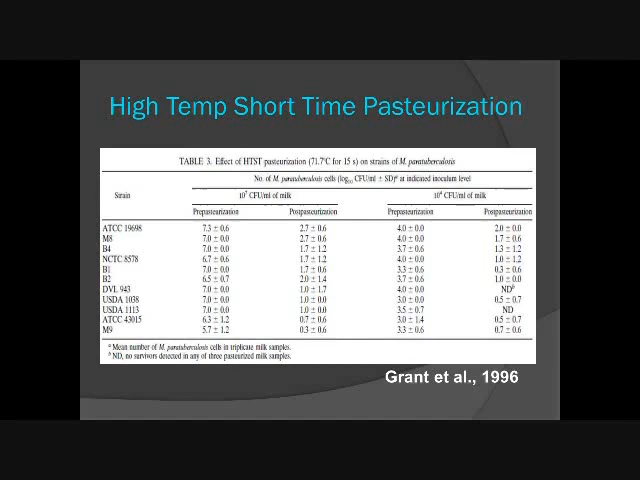 High Temp Short Time Pasteurization
TABLE 3. Effect of HTST pasteurization (71.7°C for 15 s) on strains of M. paratuberculosis
No. of M. paratuberculosis cells (log₁₀ CFU/ml ± SD)ᵃ at indicated inoculum level
Strain 10⁷ CFU/ml of milk 10⁴ CFU/ml of milk
Prepasteurization Postpasteurization Prepasteurization Postpasteurization
ATCC 19698 7.3 ± 0.6 2.7 ± 0.6 4.0 ± 0.0 2.0 ± 0.0
M8 7.0 ± 0.0 2.7 ± 0.6 4.0 ± 0.0 1.7 ± 0.6
B4 7.0 ± 0.0 1.7 ± 1.2 3.7 ± 0.6 1.3 ± 1.2
NCTC 8578 6.7 ± 0.6 1.7 ± 1.2 4.0 ± 0.0 1.0 ± 1.2
B1 7.0 ± 0.0 1.7 ± 0.6 3.3 ± 0.6 0.3 ± 0.6
B2 6.5 ± 0.7 2.0 ± 1.4 3.7 ± 0.6 1.0 ± 0.0
DVL 943 7.0 ± 0.0 1.0 ± 1.7 4.0 ± 0.0 NDᵇ
USDA 1038 7.0 ± 0.0 1.0 ± 0.0 3.0 ± 0.0 0.5 ± 0.7
USDA 1113 7.0 ± 0.0 1.0 ± 0.0 3.5 ± 0.7 ND
ATCC 43015 6.3 ± 1.2 0.7 ± 0.6 3.0 ± 1.4 0.5 ± 0.7
M9 5.7 ± 1.2 0.3 ± 0.6 3.3 ± 0.6 0.7 ± 0.6
ᵃ Mean number of M. paratuberculosis cells in triplicate milk samples.
ᵇ ND, no survivors detected in any of three pasteurized milk samples.
Grant et al., 1996